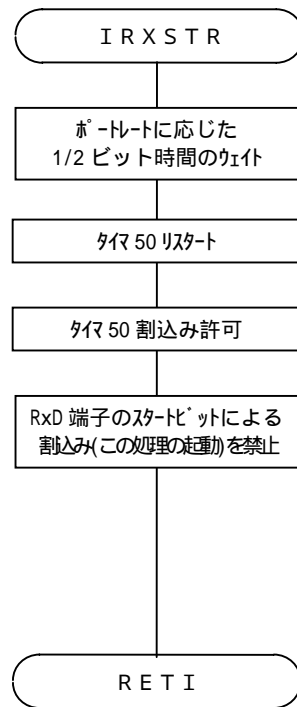 ＩＲＸＳＴＲ
ﾎﾞｰﾄﾚｰﾄに応じた
1/2 ビット時間のｳｪｲﾄ
ﾀｲﾏ 50 ﾘｽﾀｰﾄ
ﾀｲﾏ 50 割込み許可
RxD 端子のｽﾀｰﾄﾋﾞｯﾄによる
割込み(この処理の起動)を禁止
ＲＥＴＩ